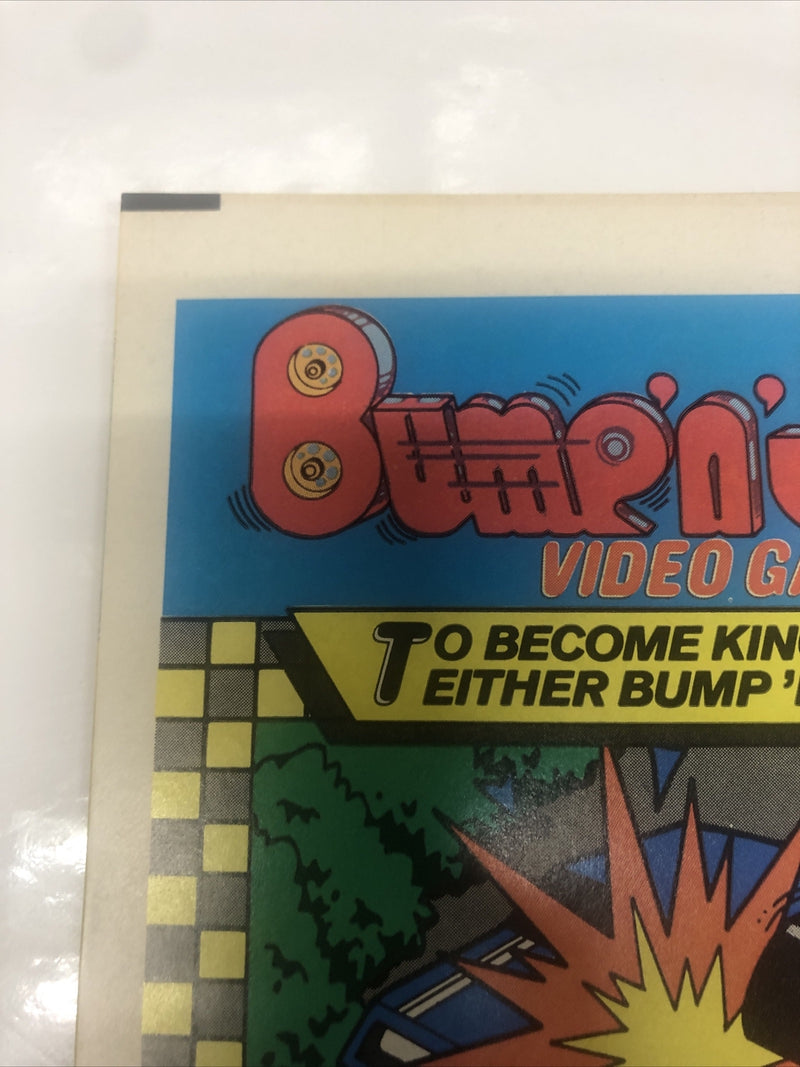 Bump 'n'
VIDEO GA
TO BECOME KIN
EITHER BUMP '